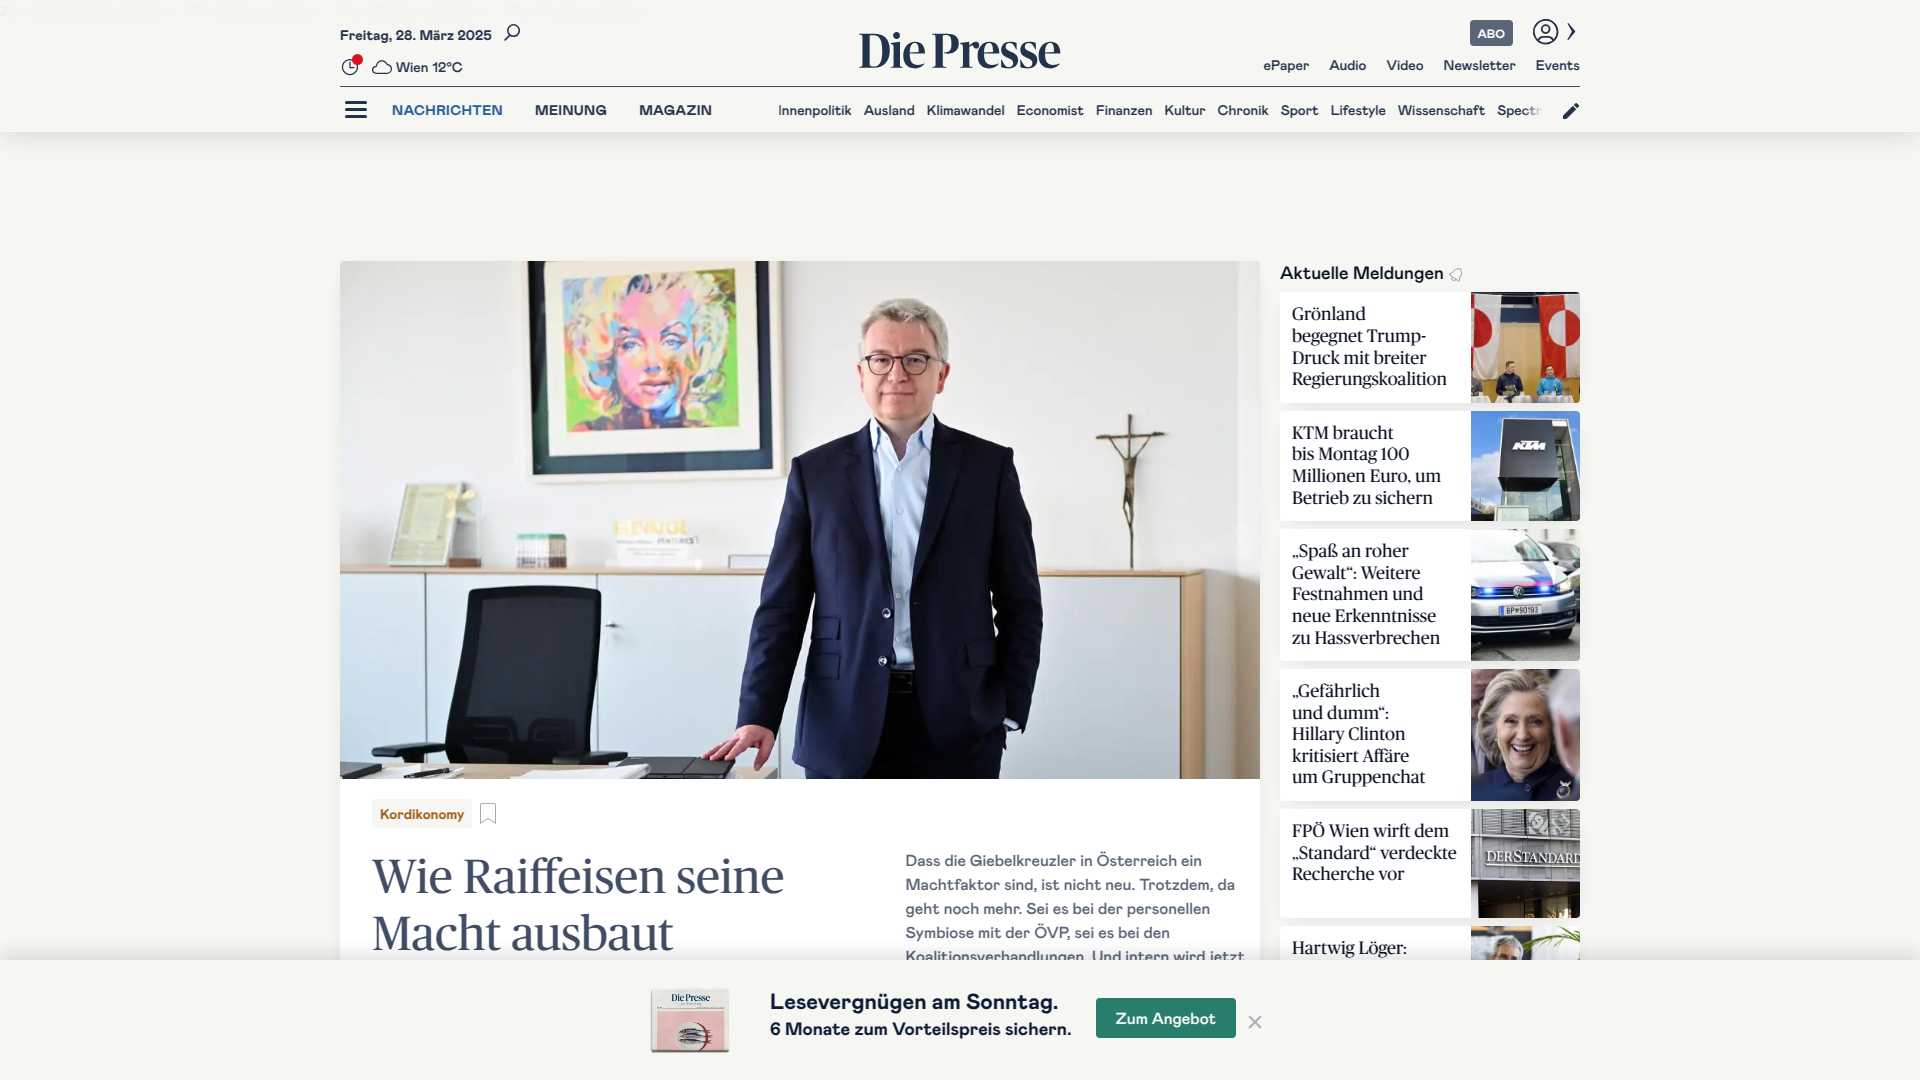 Freitag, 28. März 2025
Die Presse
ABO
Wien 12°C
ePaper Audio Video Newsletter Events
NACHRICHTEN MEINUNG MAGAZIN
Innenpolitik Ausland Klimawandel Economist Finanzen Kultur Chronik Sport Lifestyle Wissenschaft Spectr
Kordikonomy
Wie Raiffeisen seine
Macht ausbaut
Dass die Giebelkreuzler in Österreich ein
Machtfaktor sind, ist nicht neu. Trotzdem, da
geht noch mehr. Sei es bei der personellen
Symbiose mit der ÖVP, sei es bei den
Koalitionsverhandlungen. Und intern wird jetzt
Aktuelle Meldungen
Grönland
begegnet Trump-
Druck mit breiter
Regierungskoalition
KTM braucht
bis Montag 100
Millionen Euro, um
Betrieb zu sichern
KTM
„Spaß an roher
Gewalt“: Weitere
Festnahmen und
neue Erkenntnisse
zu Hassverbrechen
BP 90193
„Gefährlich
und dumm“:
Hillary Clinton
kritisiert Affäre
um Gruppenchat
FPÖ Wien wirft dem
„Standard“ verdeckte
Recherche vor
DERSTANDARD
Hartwig Löger:
Die Presse
Lesevergnügen am Sonntag.
6 Monate zum Vorteilspreis sichern.
Zum Angebot